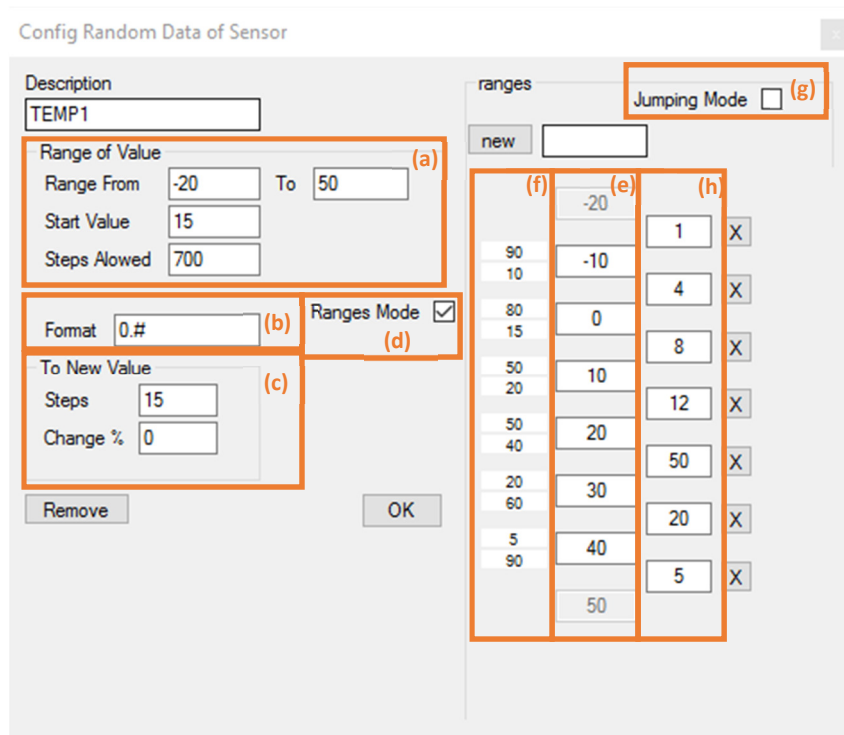 Config Random Data of Sensor
x
Description
TEMP1
Range of Value
(a)
Range From -20 To 50
Start Value 15
Steps Alowed 700
Format 0.#
(b)
Ranges Mode
(d)
To New Value
(c)
Steps 15
Change % 0
Remove
OK
ranges
Jumping Mode
(g)
new
(f)
(e)
(h)
-20
1 X
90
10
-10
4 X
80
15
0
8 X
50
20
10
12 X
50
40
20
50 X
20
60
30
20 X
5
90
40
5 X
50